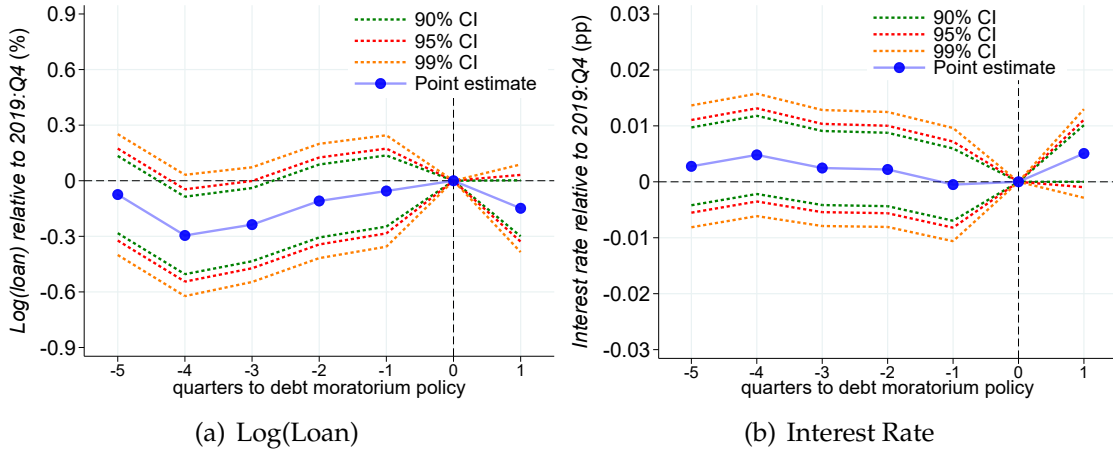 Log(loan) relative to 2019:Q4 (%)
0.9
0.6
0.3
0
-0.3
-0.6
-0.9
90% CI
95% CI
99% CI
Point estimate
-5 -4 -3 -2 -1 0 1
quarters to debt moratorium policy
(a) Log(Loan)
Interest rate relative to 2019:Q4 (pp)
0.03
0.02
0.01
0
-0.01
-0.02
-0.03
90% CI
95% CI
99% CI
Point estimate
-5 -4 -3 -2 -1 0 1
quarters to debt moratorium policy
(b) Interest Rate